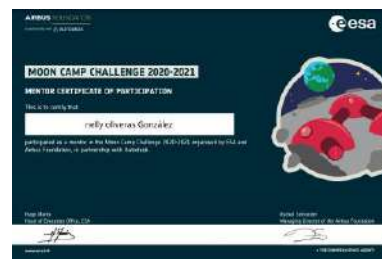 AIRBUS FOUNDATION
esa
MOON CAMP CHALLENGE 2020-2021
MENTOR CERTIFICATE OF PARTICIPATION
This is to certify that
nelly oliveras González
participated as a mentor in the Moon Camp Challenge 2020-2021 organised by ESA and
Airbus Foundation, in partnership with Autodesk.
Head of Education Office, ESA
Managing Director of the Airbus Foundation